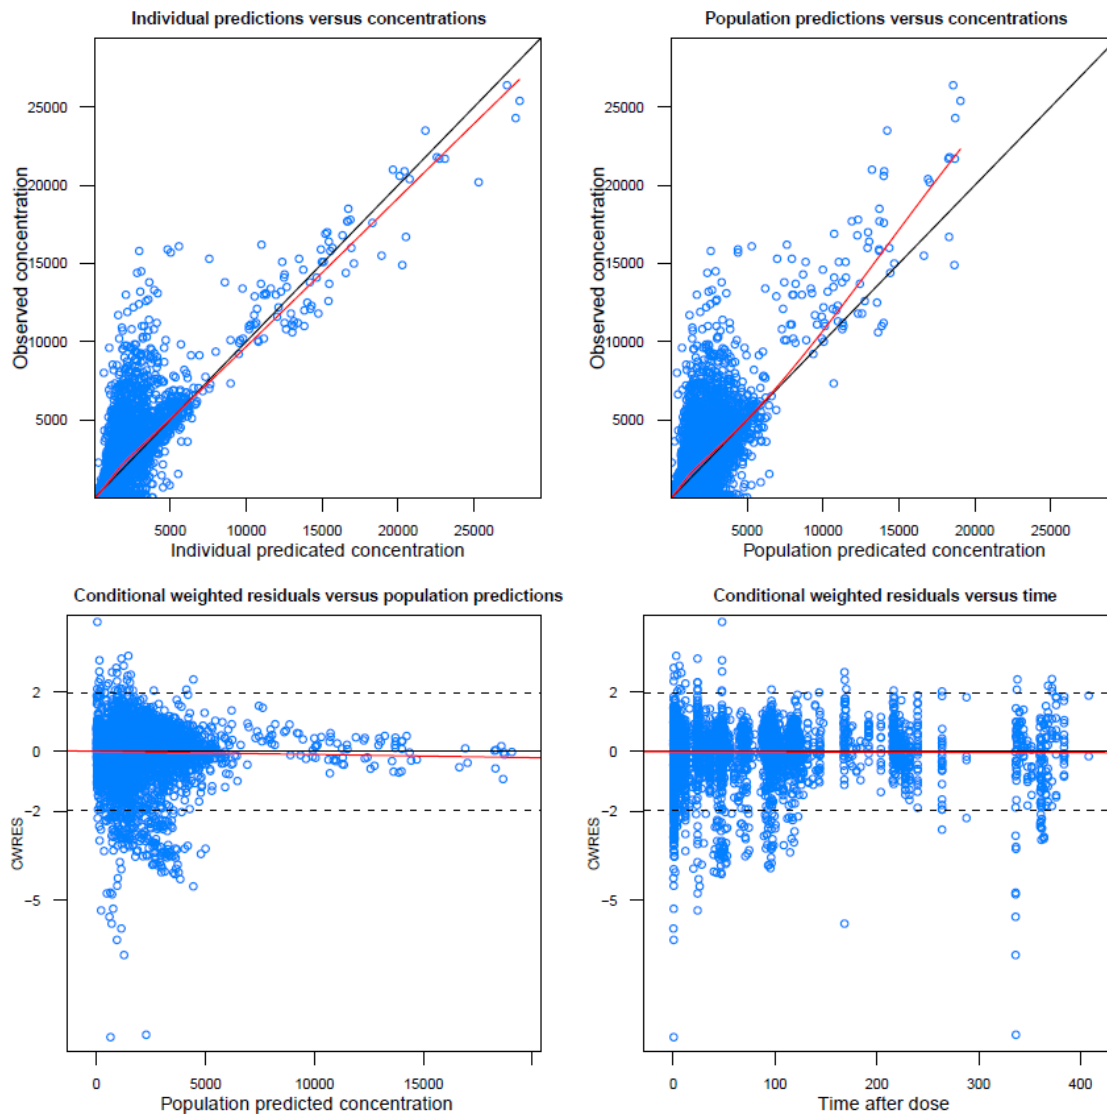 Individual predictions versus concentrations
Observed concentration
25000
20000
15000
10000
5000
5000 10000 15000 20000 25000
Individual predicated concentration
Population predictions versus concentrations
Observed concentration
25000
20000
15000
10000
5000
5000 10000 15000 20000 25000
Population predicated concentration
Conditional weighted residuals versus population predictions
CWRES
2
0
−2
−5
0 5000 10000 15000
Population predicted concentration
Conditional weighted residuals versus time
CWRES
2
0
−2
−5
0 100 200 300 400
Time after dose